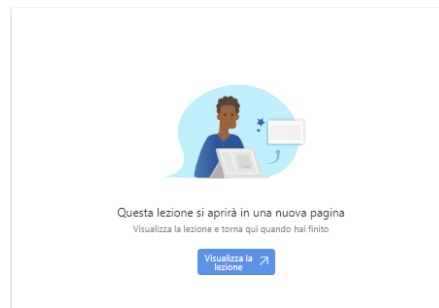 Questa lezione si aprirà in una nuova pagina
Visualizza la lezione e torna qui quando hai finito
Visualizza la
lezione